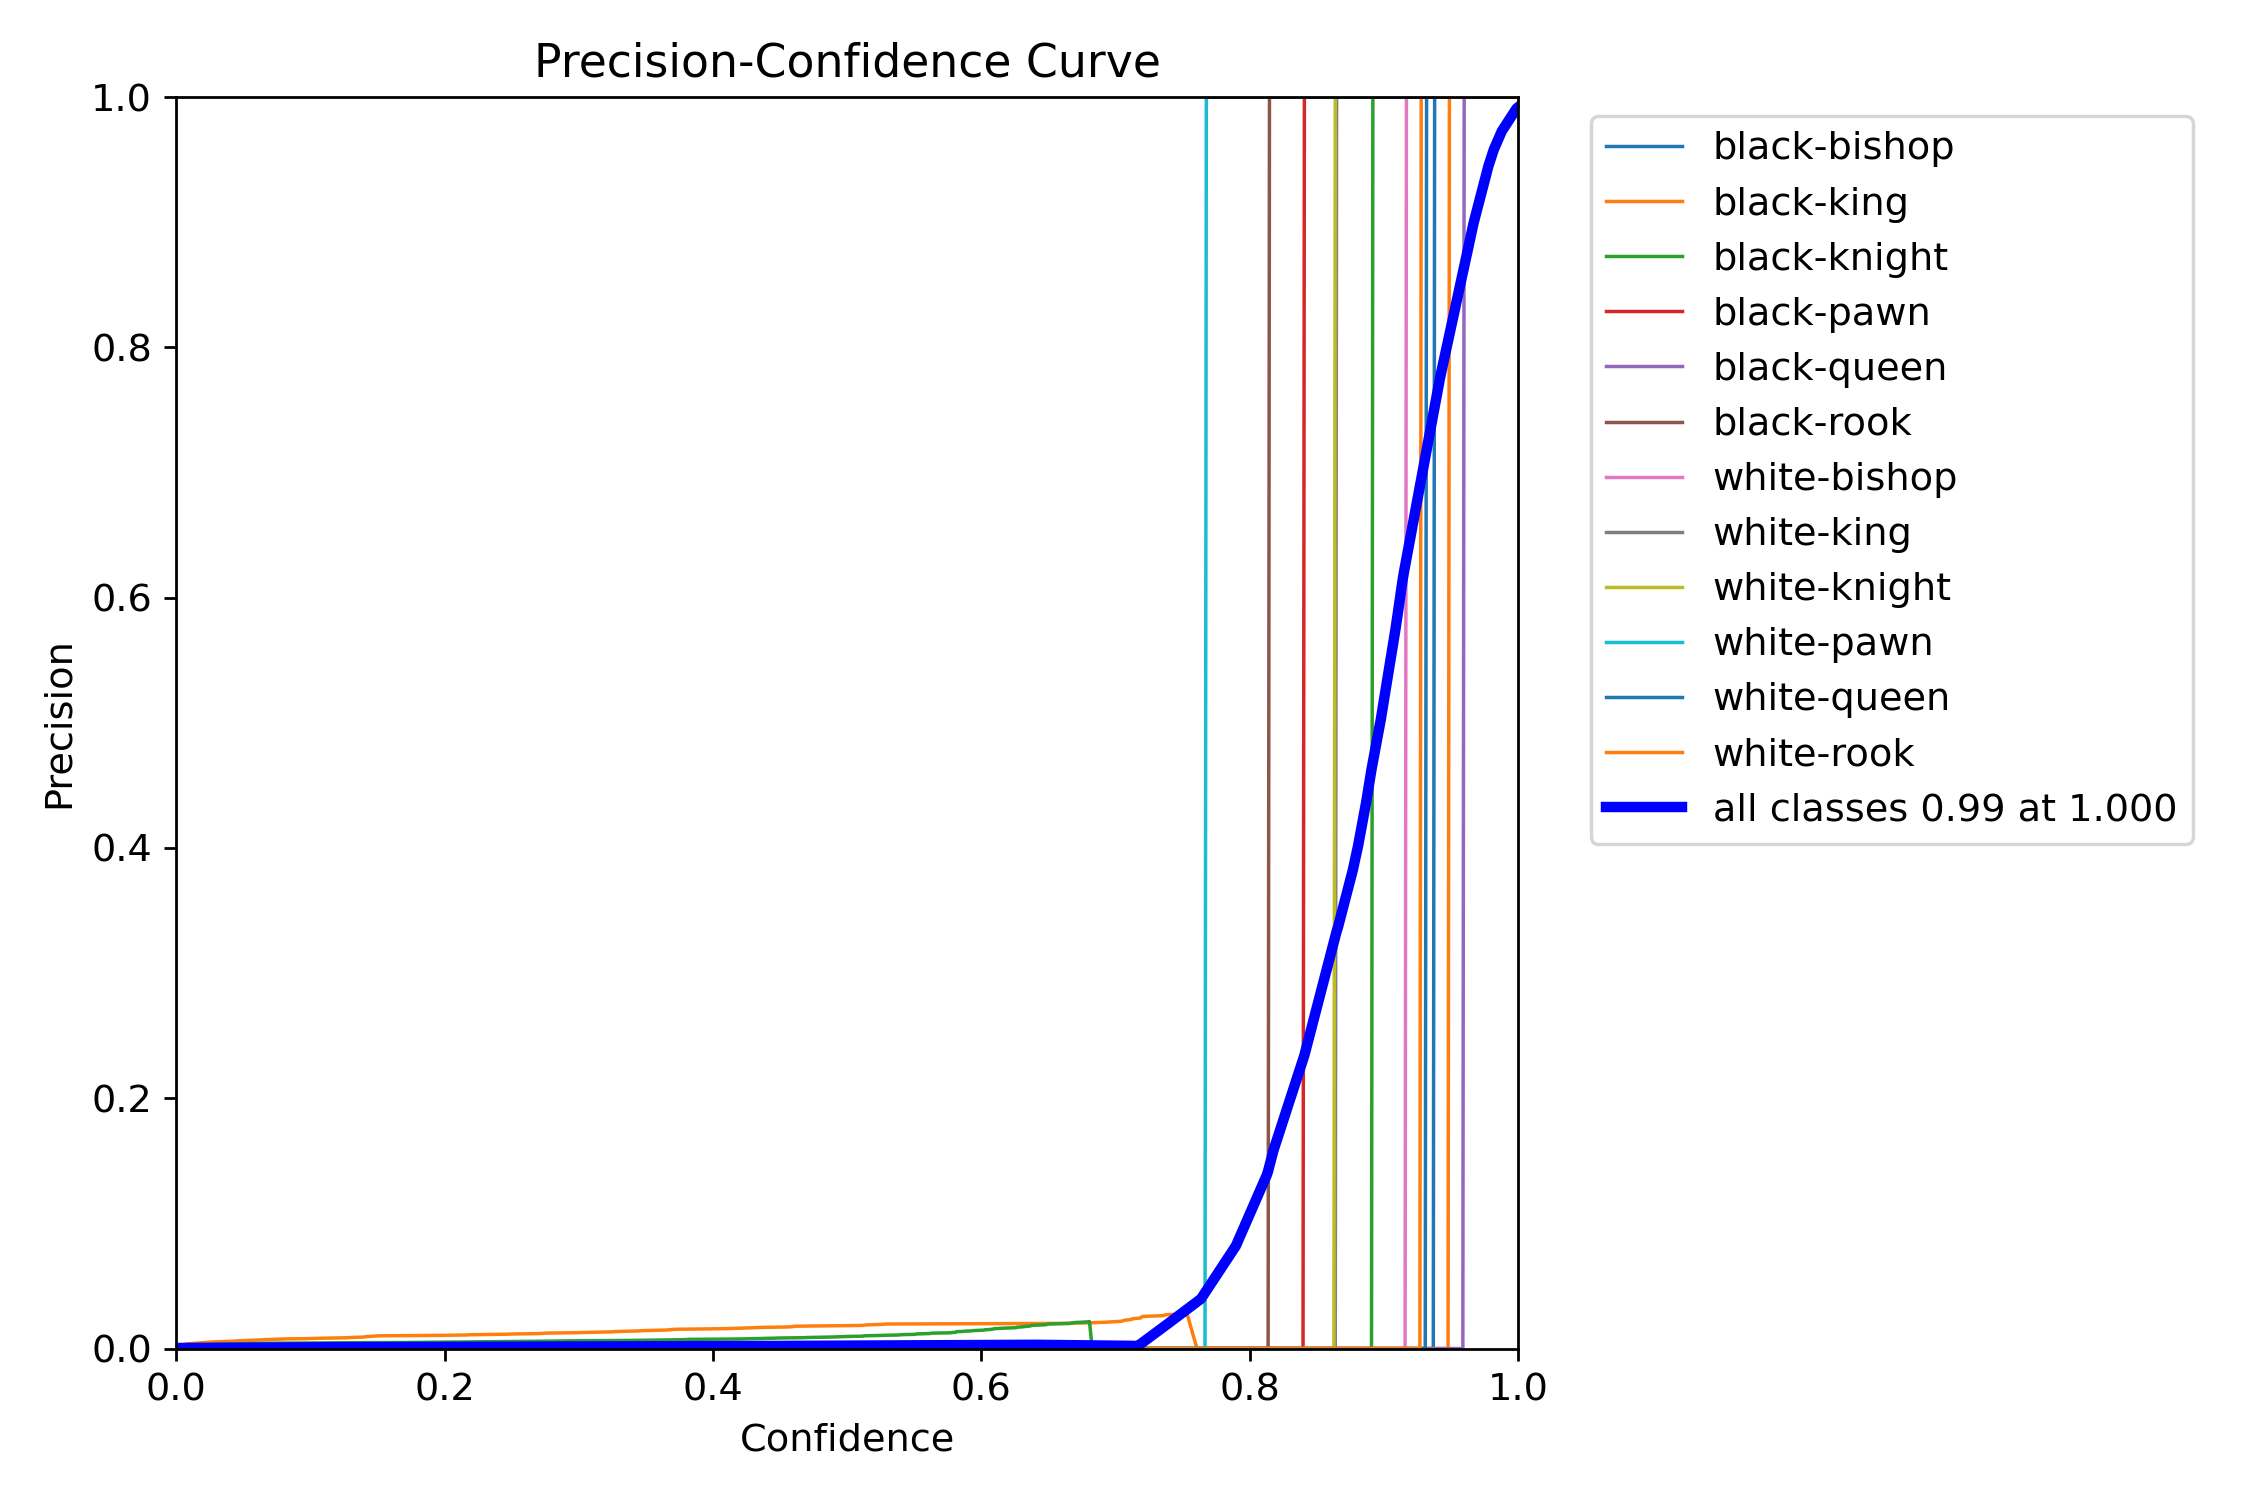 Precision-Confidence Curve
1.0
0.8
0.6
0.4
0.2
0.0
Precision
0.0 0.2 0.4 0.6 0.8 1.0
Confidence
black-bishop
black-king
black-knight
black-pawn
black-queen
black-rook
white-bishop
white-king
white-knight
white-pawn
white-queen
white-rook
all classes 0.99 at 1.000